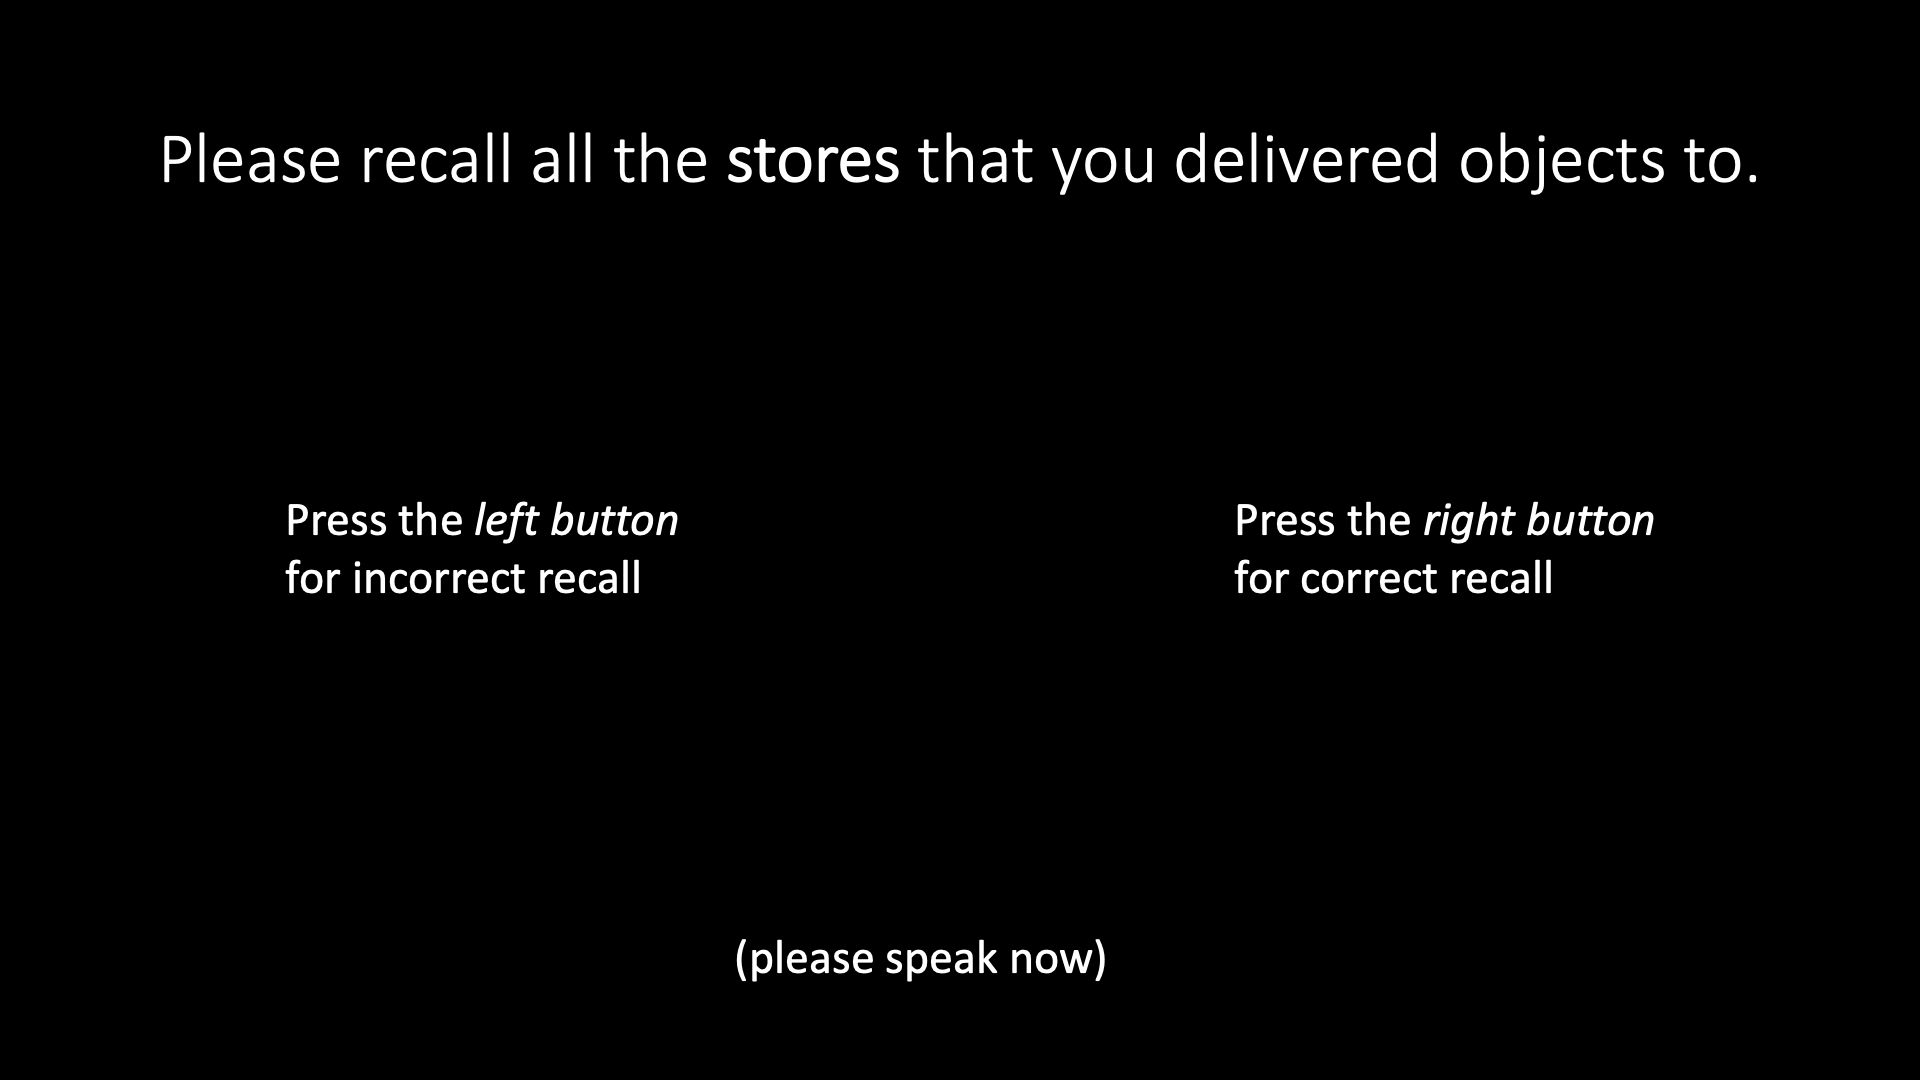 Please recall all the stores that you delivered objects to.
Press the left button
for incorrect recall
Press the right button
for correct recall
(please speak now)